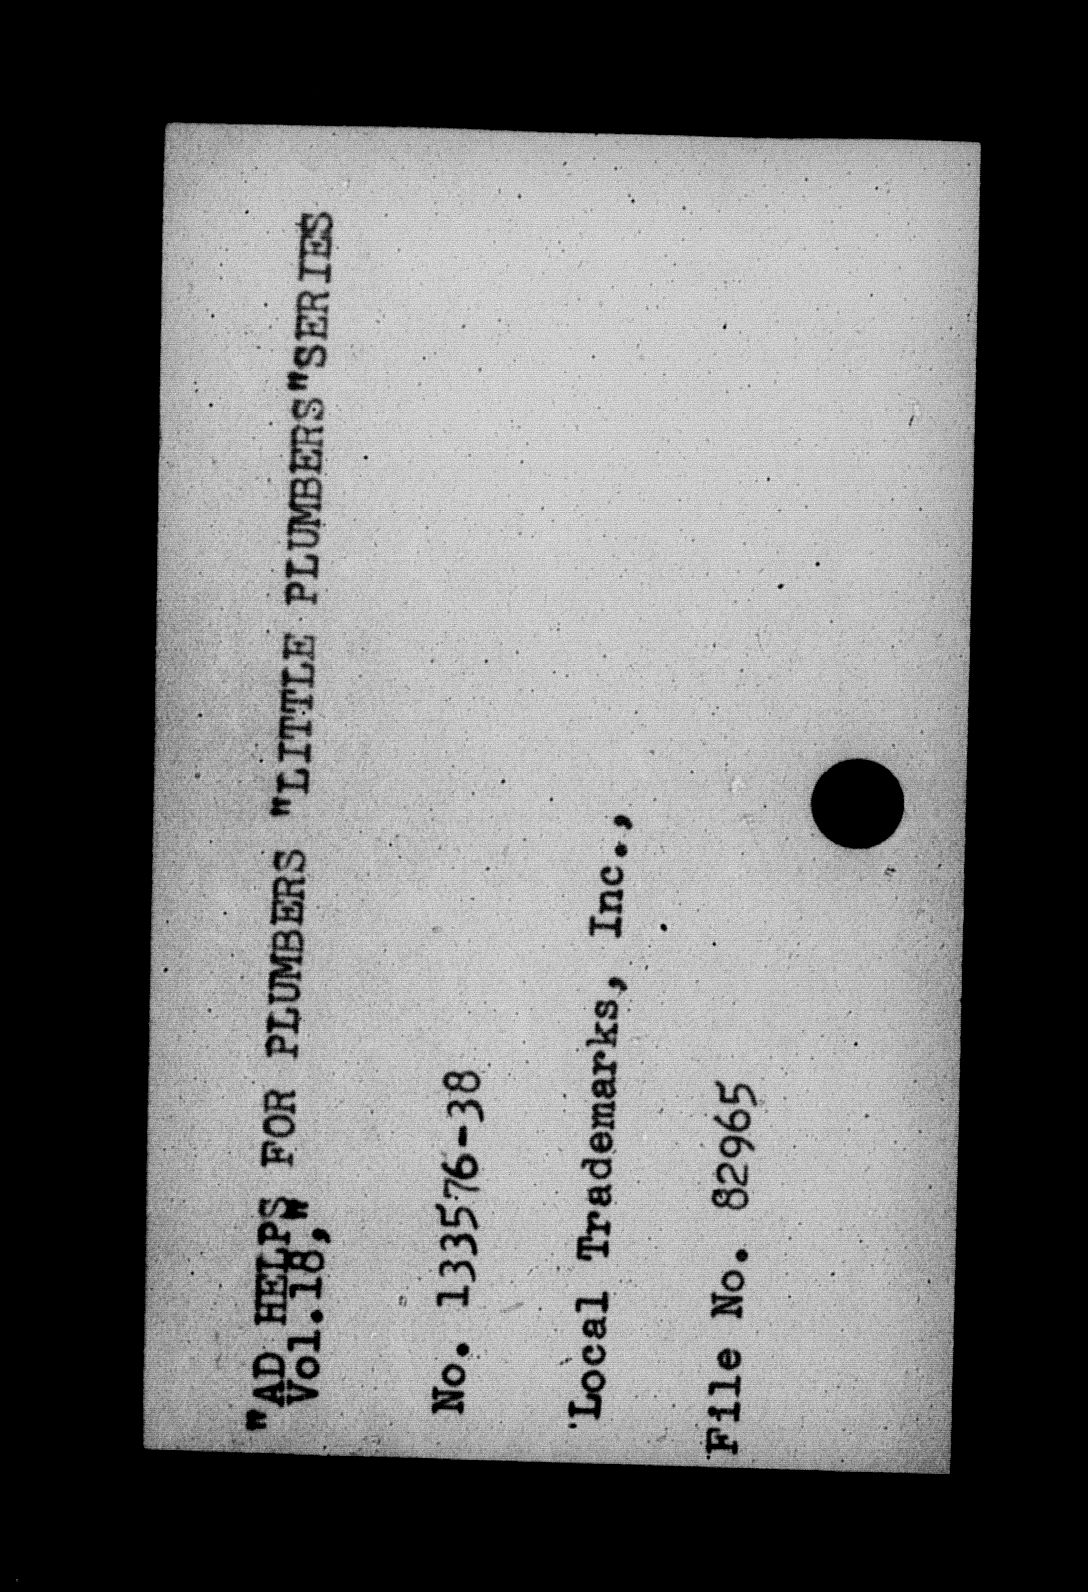 "AD HELPS FOR PLUMBERS "LITTLE PLUMBERS"SERIES
Vol.18,"
No. 133576-38
Local Trademarks, Inc.,
File No. 82965